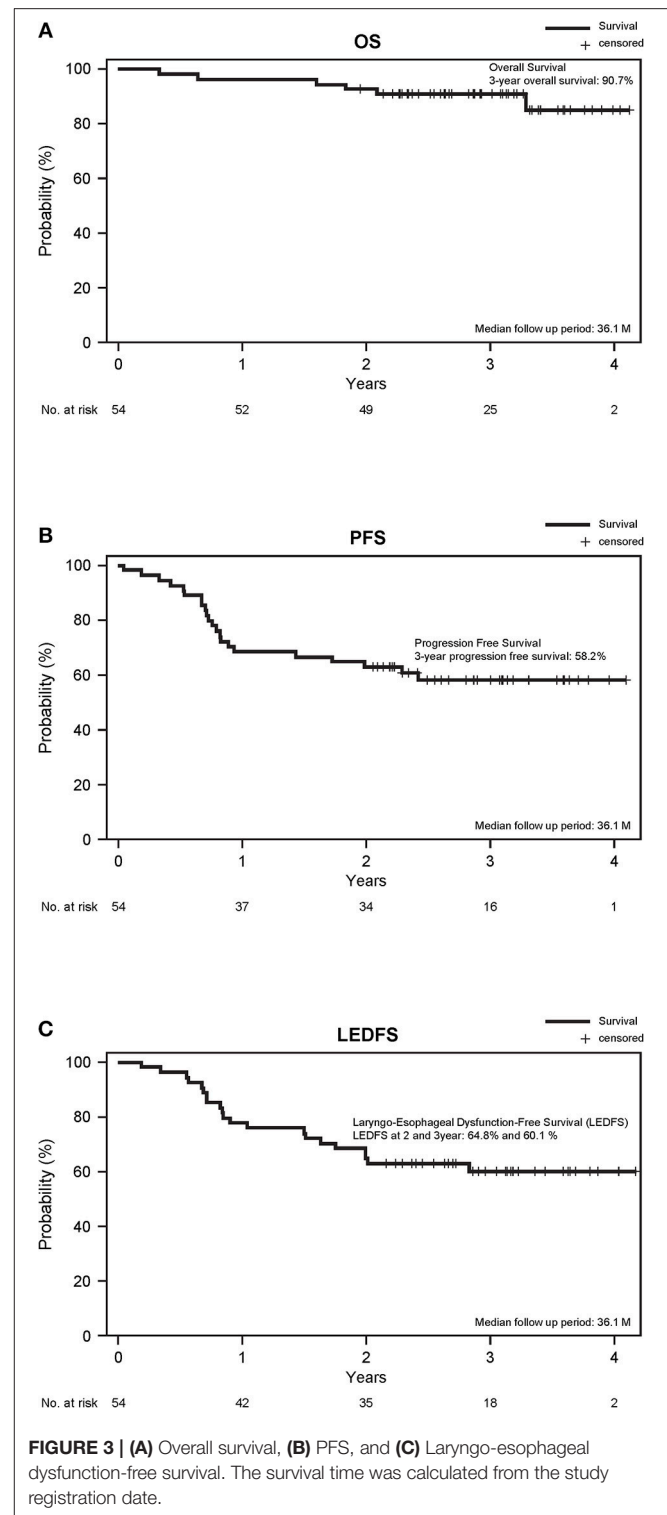 A
OS
Survival
+ censored
Overall Survival
3-year overall survival: 90.7%
Probability (%)
100
80
60
40
20
0
Median follow up period: 36.1 M
0 1 2 3 4
Years
No. at risk 54 52 49 25 2
B
PFS
Survival
+ censored
Progression Free Survival
3-year progression free survival: 58.2%
Probability (%)
100
80
60
40
20
0
Median follow up period: 36.1 M
0 1 2 3 4
Years
No. at risk 54 37 34 16 1
C
LEDFS
Survival
+ censored
Laryngo-Esophageal Dysfunction-Free Survival (LEDFS)
LEDFS at 2 and 3year: 64.8% and 60.1 %
Probability (%)
100
80
60
40
20
0
Median follow up period: 36.1 M
0 1 2 3 4
Years
No. at risk 54 42 35 18 2
FIGURE 3 | (A) Overall survival, (B) PFS, and (C) Laryngo-esophageal
dysfunction-free survival. The survival time was calculated from the study
registration date.